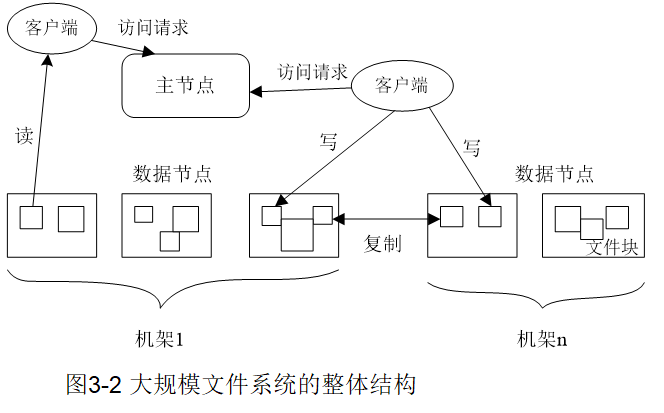 客户端
访问请求
主节点
访问请求
客户端
读
写
写
数据节点
数据节点
复制
文件块
机架1
机架n
图3-2 大规模文件系统的整体结构